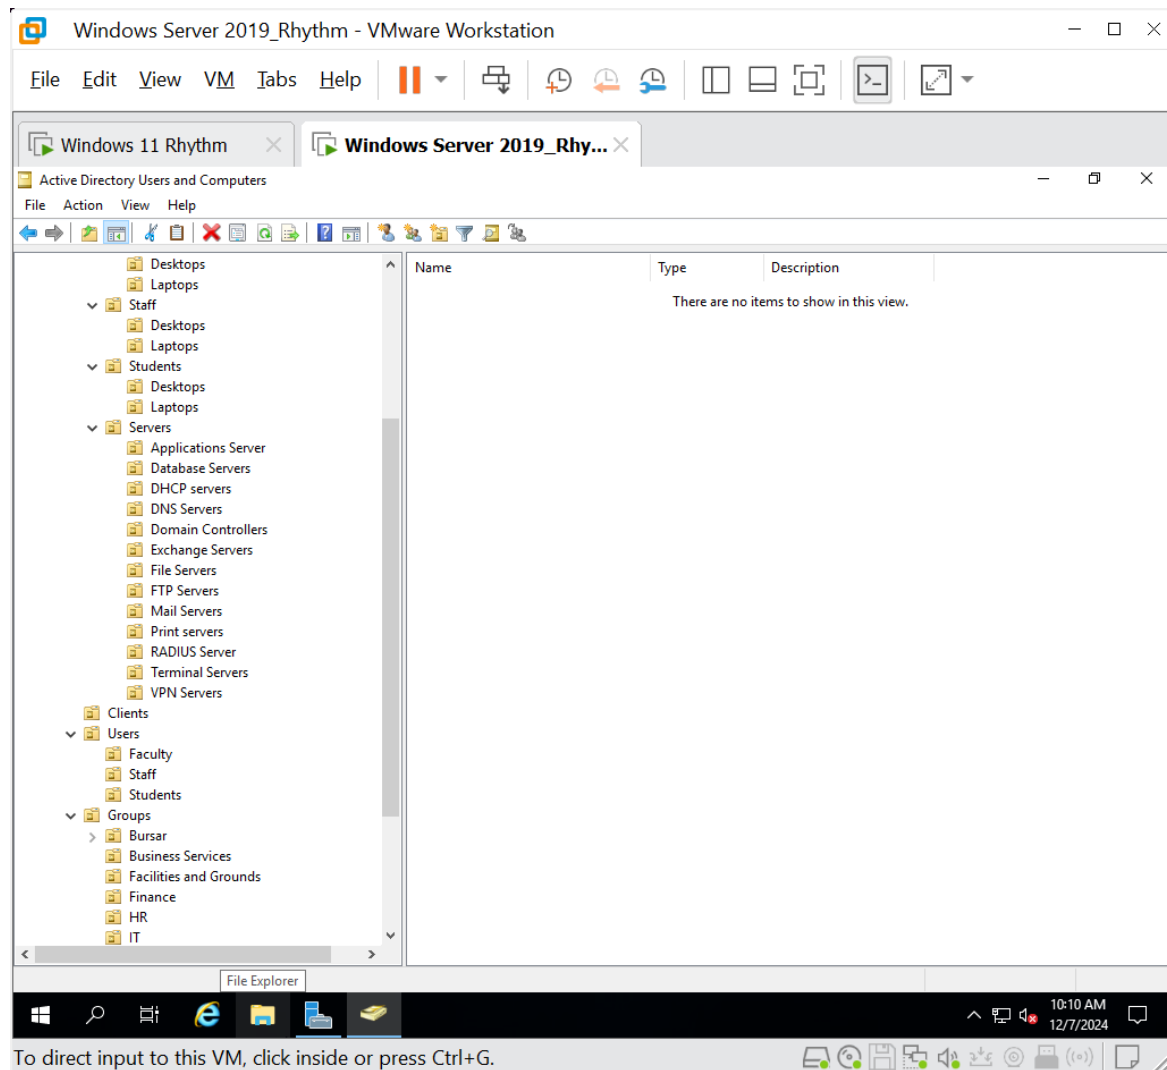 Windows Server 2019_Rhythm - VMware Workstation
File Edit View VM Tabs Help
Windows 11 Rhythm
Windows Server 2019_Rhy...
Active Directory Users and Computers
File Action View Help
Desktops
Laptops
Staff
Desktops
Laptops
Students
Desktops
Laptops
Servers
Applications Server
Database Servers
DHCP servers
DNS Servers
Domain Controllers
Exchange Servers
File Servers
FTP Servers
Mail Servers
Print servers
RADIUS Server
Terminal Servers
VPN Servers
Clients
Users
Faculty
Staff
Students
Groups
Bursar
Business Services
Facilities and Grounds
Finance
HR
IT
Name Type Description
There are no items to show in this view.
File Explorer
10:10 AM
12/7/2024
To direct input to this VM, click inside or press Ctrl+G.